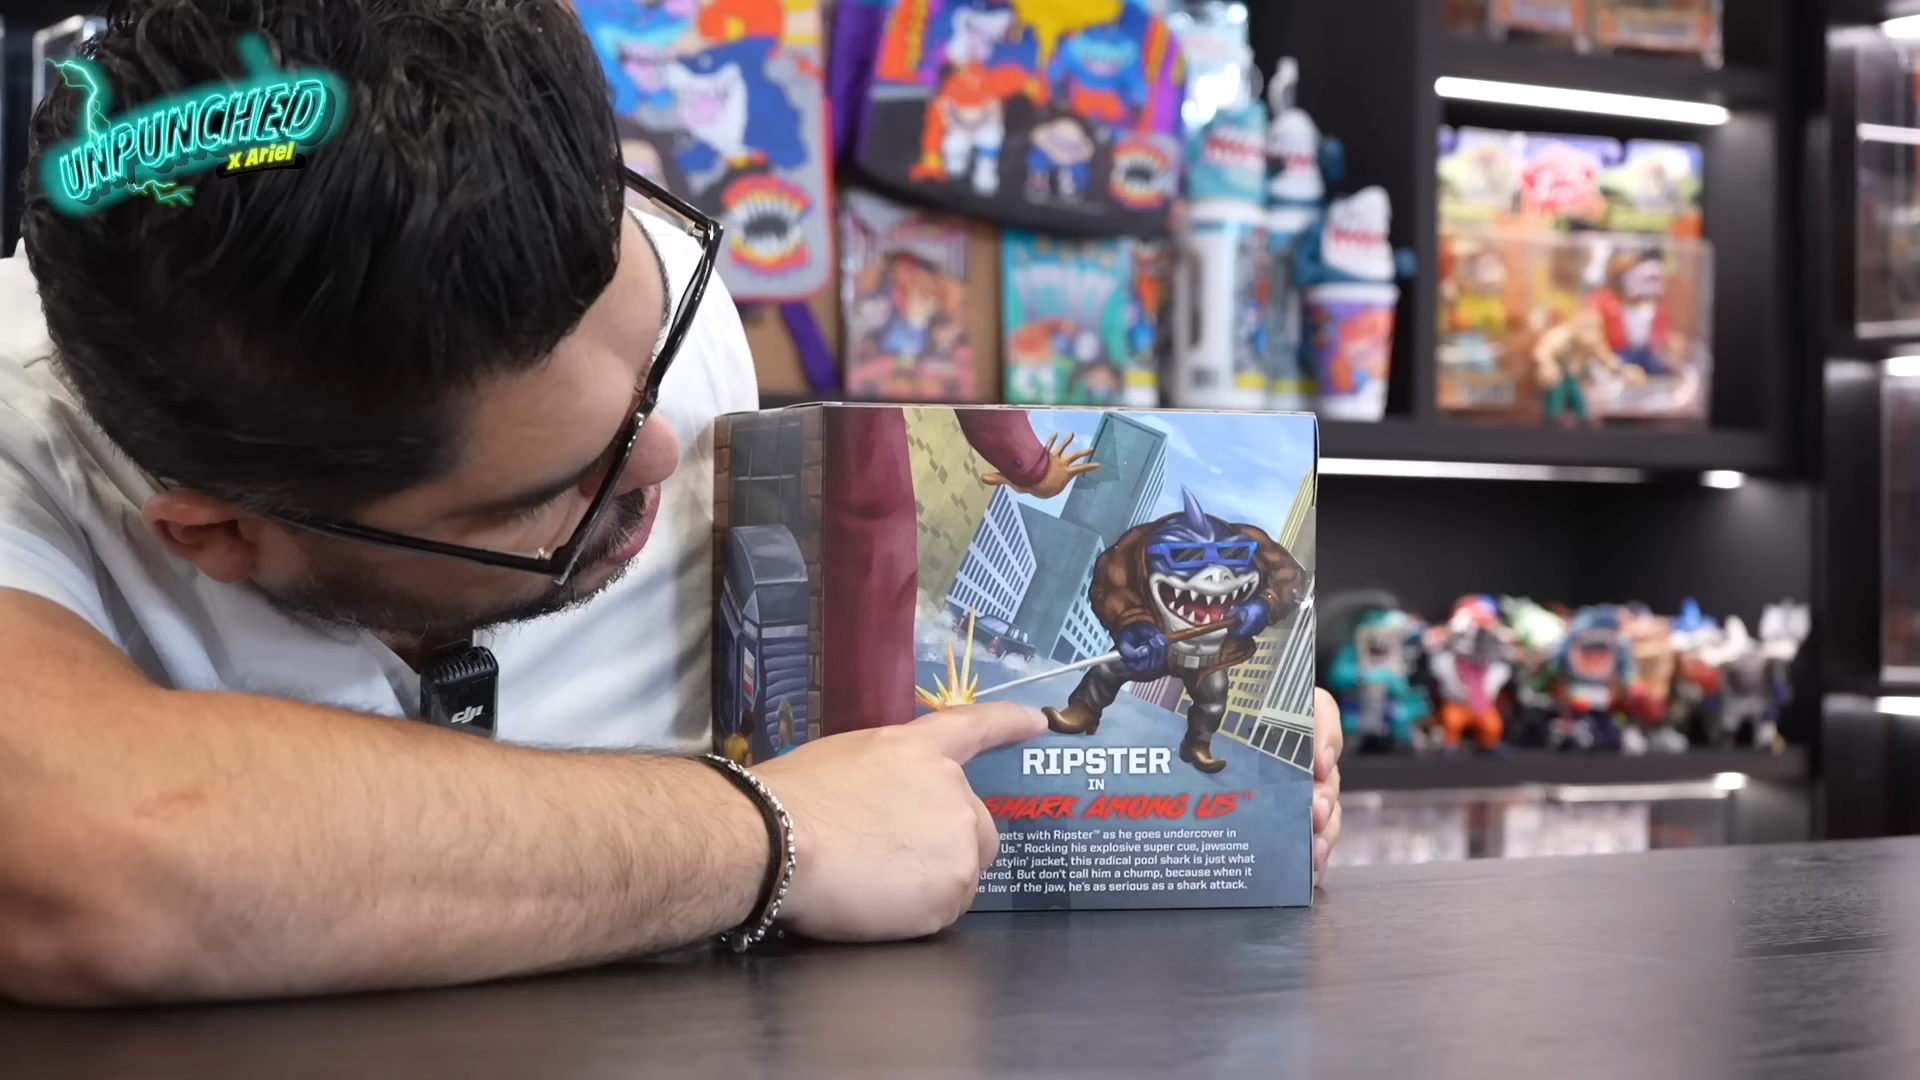 UNPUNCHED
x Ariel
dji
RIPSTER
IN
SHARK AMONG US™
eets with Ripster™ as he goes undercover in
Us." Rocking his explosive super cue, jawsome
stylin' jacket, this radical pool shark is just what
dered. But don't call him a chump, because when it
e law of the jaw, he's as serious as a shark attack.